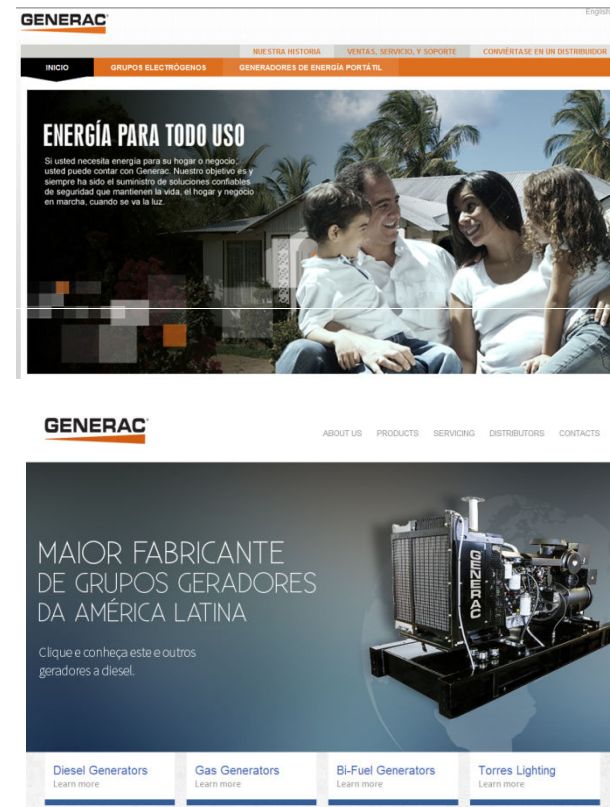 English
GENERAC
NUESTRA HISTORIA VENTAS, SERVICIO, Y SOPORTE CONVIÉRTASE EN UN DISTRIBUIDOR
INICIO GRUPOS ELECTRÓGENOS GENERADORES DE ENERGÍA PORTÁTIL
ENERGÍA PARA TODO USO
Si usted necesita energía para su hogar o negocio,
usted puede contar con Generac. Nuestro objetivo es y
siempre ha sido el suministro de soluciones confiables
de seguridad que mantienen la vida, el hogar y negocio
en marcha, cuando se va la luz.
GENERAC
ABOUT US PRODUCTS SERVICING DISTRIBUTORS CONTACTS
MAIOR FABRICANTE
DE GRUPOS GERADORES
DA AMÉRICA LATINA
Clique e conheça este e outros
geradores a diesel.
GENERAC
Diesel Generators Gas Generators Bi-Fuel Generators Torres Lighting
Learn more Learn more Learn more Learn more